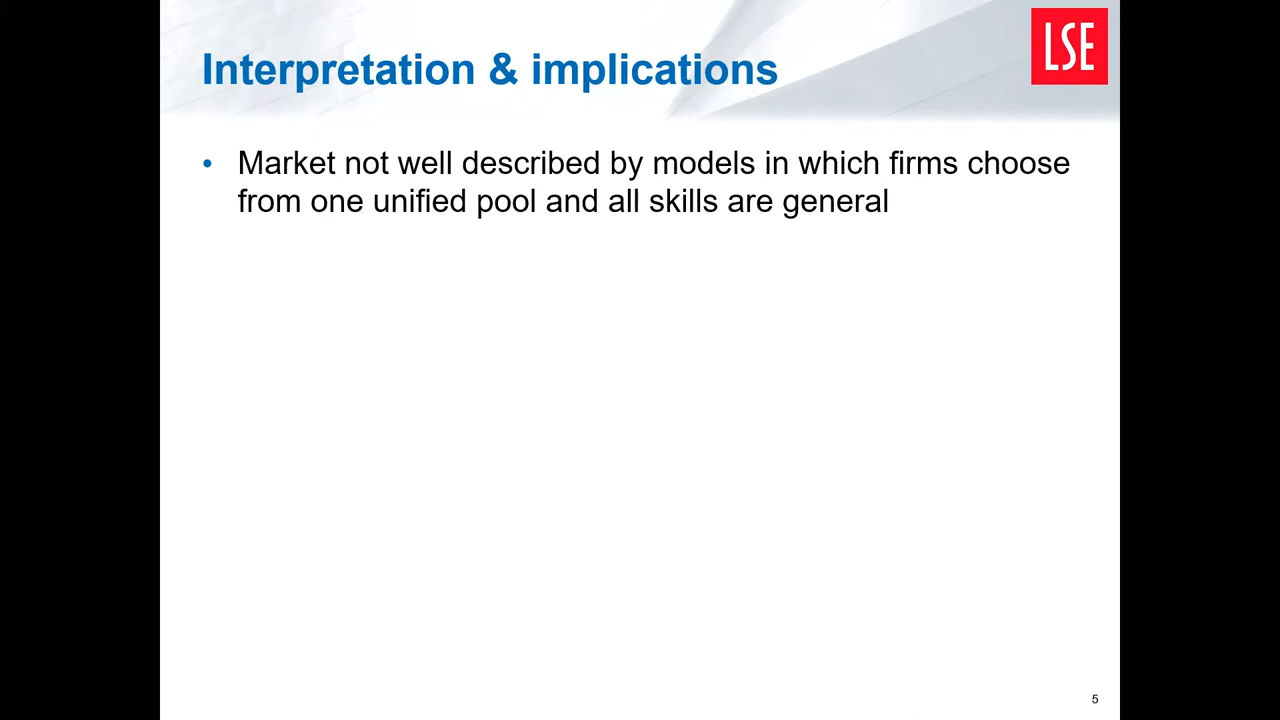 Interpretation & implications
LSE
• Market not well described by models in which firms choose
from one unified pool and all skills are general
5